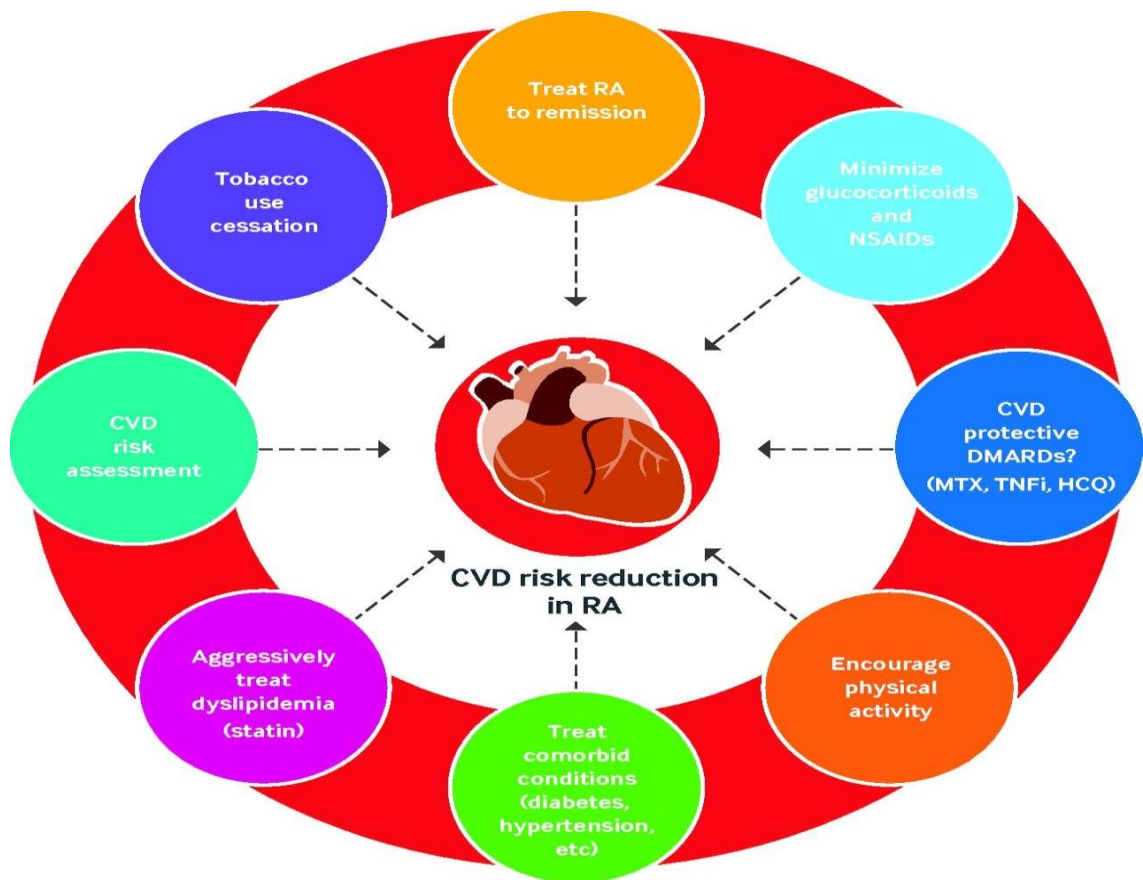 Treat RA
to remission
Minimize
glucocorticoids
and
NSAIDs
CVD
protective
DMARDs?
(MTX, TNFi, HCQ)
Encourage
physical
activity
Treat
comorbid
conditions
(diabetes,
hypertension,
etc)
Aggressively
treat
dyslipidemia
(statin)
CVD
risk
assessment
Tobacco
use
cessation
CVD risk reduction
in RA